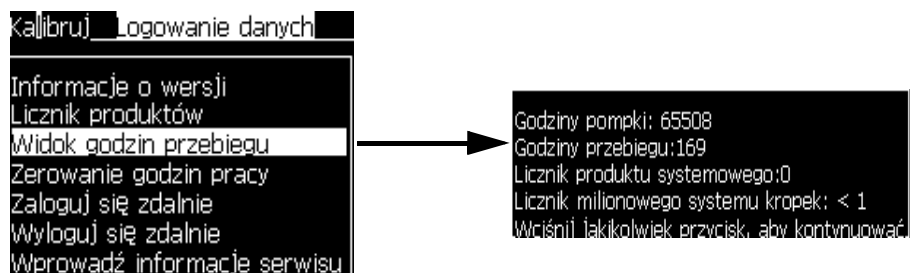 Kalibruj Logowanie danych
Informacje o wersji
Licznik produktów
Widok godzin przebiegu
Zerowanie godzin pracy
Zaloguj się zdalnie
Wyloguj się zdalnie
Wprowadź informacje serwisu
Godziny pompki: 65508
Godziny przebiegu:169
Licznik produktu systemowego:0
Licznik milionowego systemu kropek: < 1
Wciśnij jakikolwiek przycisk, aby kontynuować